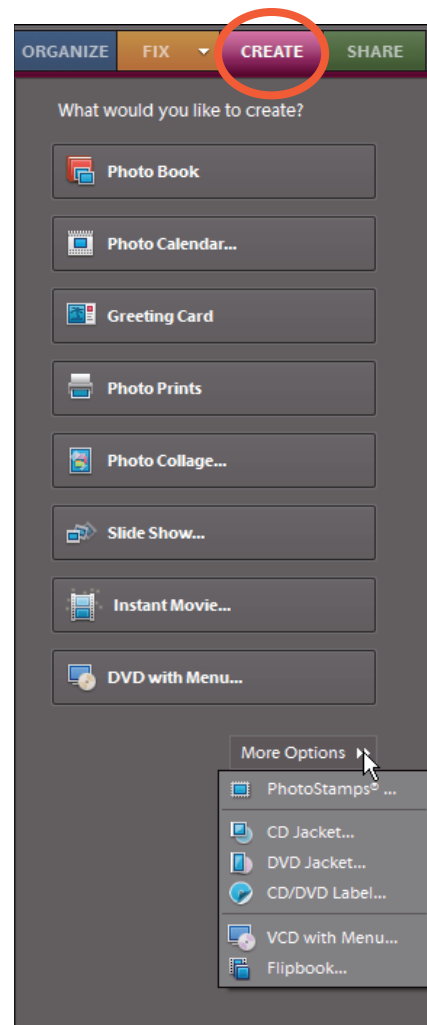 ORGANIZE FIX CREATE SHARE
What would you like to create?
Photo Book
Photo Calendar...
Greeting Card
Photo Prints
Photo Collage...
Slide Show...
Instant Movie...
DVD with Menu...
More Options
PhotoStamps® ...
CD Jacket...
DVD Jacket...
CD/DVD Label...
VCD with Menu...
Flipbook...